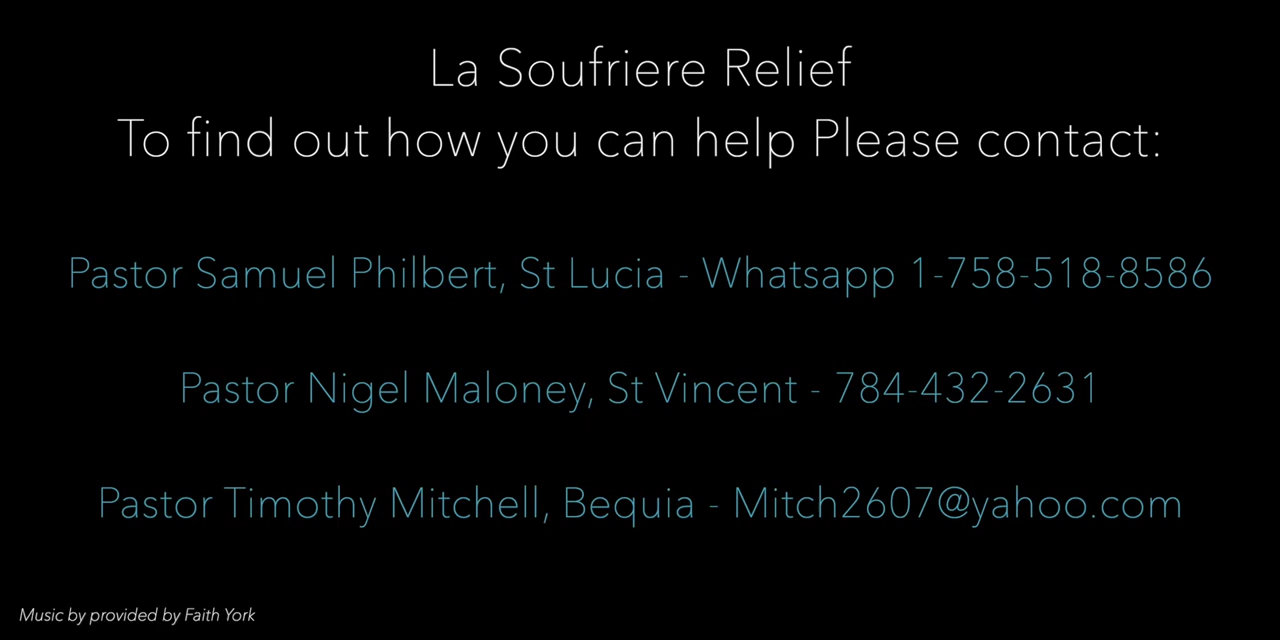 La Soufriere Relief
To find out how you can help Please contact:
Pastor Samuel Philbert, St Lucia - Whatsapp 1-758-518-8586
Pastor Nigel Maloney, St Vincent - 784-432-2631
Pastor Timothy Mitchell, Bequia - Mitch2607@yahoo.com
Music by provided by Faith York